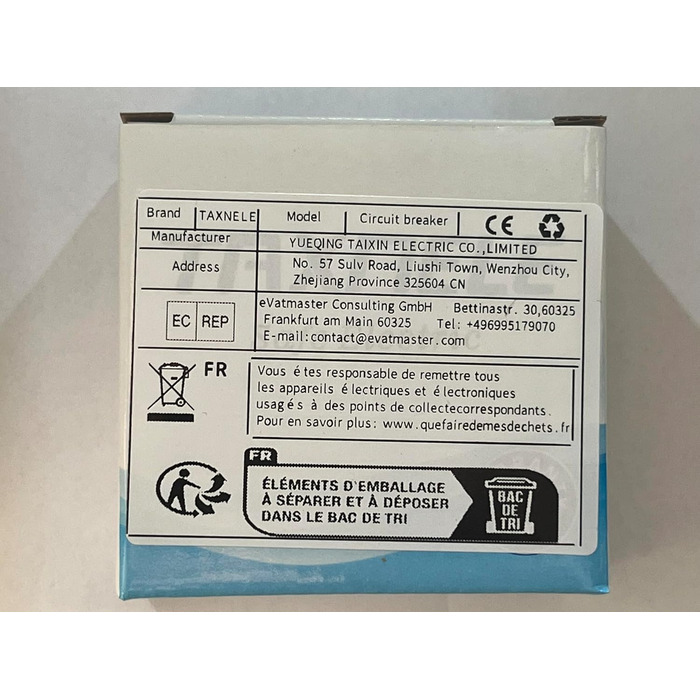 Brand TAXNELE Model Circuit breaker CE
Manufacturer YUEQING TAIXIN ELECTRIC CO.,LIMITED
Address No. 57 Sulv Road, Liushi Town, Wenzhou City,
Zhejiang Province 325604 CN
EC REP
eVatmaster Consulting GmbH Bettinastr. 30,60325
Frankfurt am Main 60325 Tel: +496995179070
E-mail:contact@evatmaster.com
FR
Vous étes responsable de remettre tous
les appareils électriques et électroniques
usagés à des points de collectecorrespondants.
Pour en savoir plus: www.quefairedemesdechets.fr
FR
ÉLÉMENTS D'EMBALLAGE
À SÉPARER ET À DÉPOSER
DANS LE BAC DE TRI
BAC
DE
TRI